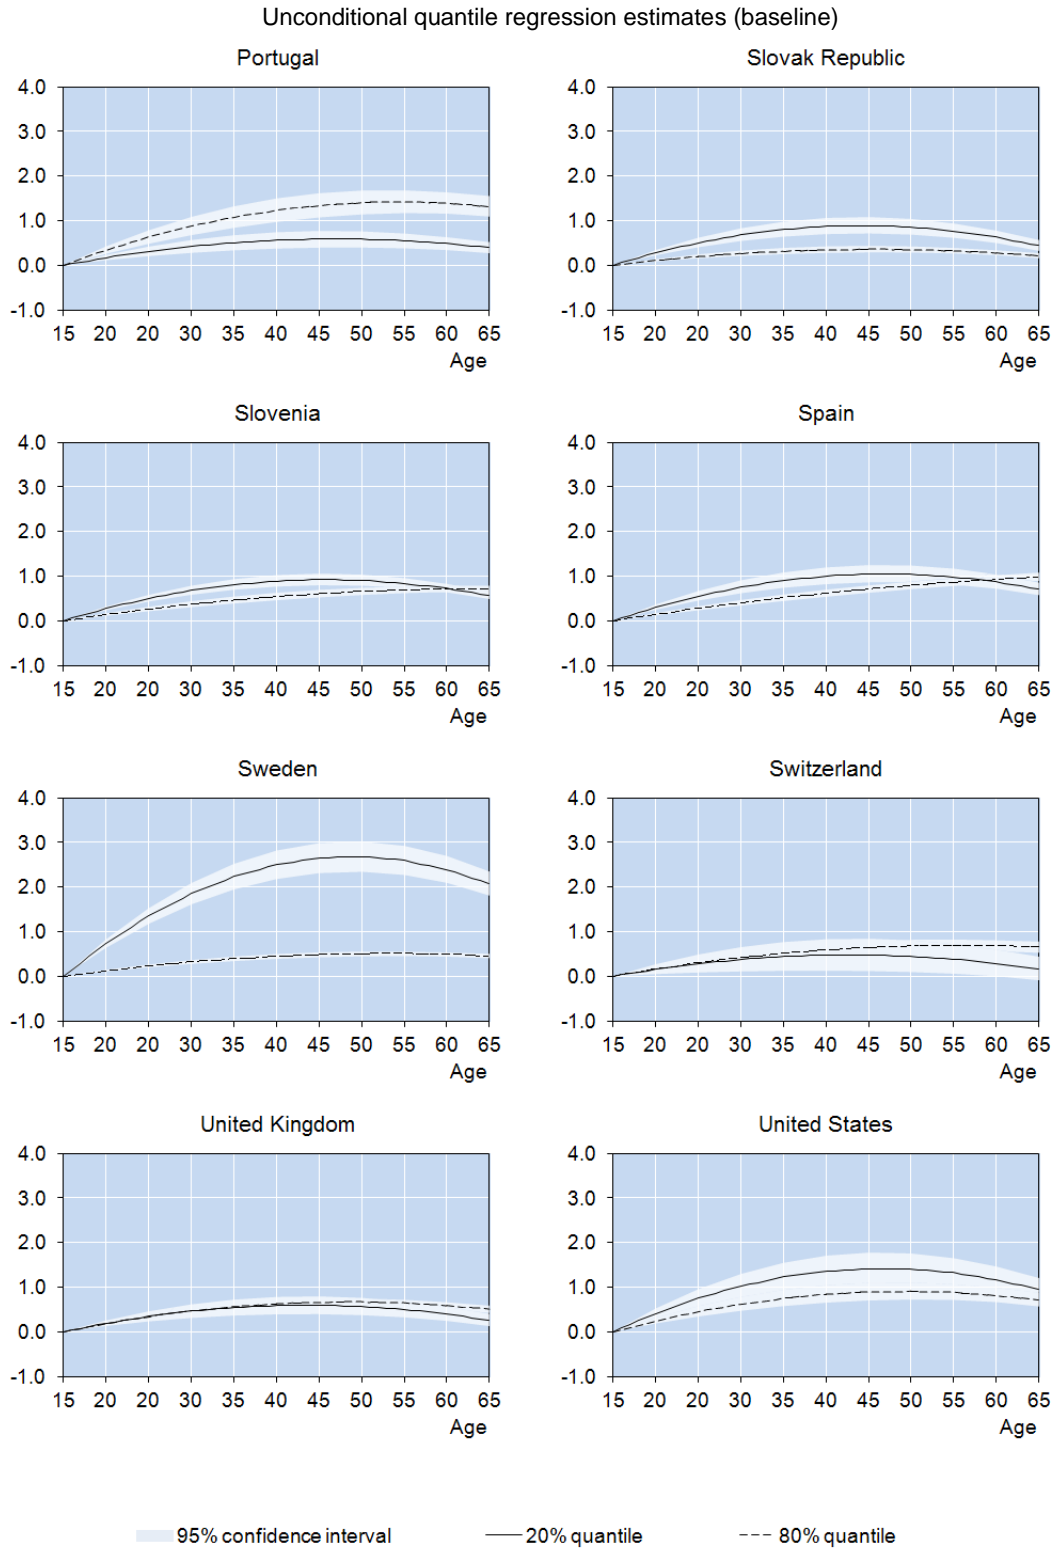 Unconditional quantile regression estimates (baseline)
Portugal
4.0
3.0
2.0
1.0
0.0
-1.0
15 20 20 30 35 40 45 50 55 60 65
Age
Slovak Republic
4.0
3.0
2.0
1.0
0.0
-1.0
15 20 20 30 35 40 45 50 55 60 65
Age
Slovenia
4.0
3.0
2.0
1.0
0.0
-1.0
15 20 20 30 35 40 45 50 55 60 65
Age
Spain
4.0
3.0
2.0
1.0
0.0
-1.0
15 20 20 30 35 40 45 50 55 60 65
Age
Sweden
4.0
3.0
2.0
1.0
0.0
-1.0
15 20 20 30 35 40 45 50 55 60 65
Age
Switzerland
4.0
3.0
2.0
1.0
0.0
-1.0
15 20 20 30 35 40 45 50 55 60 65
Age
United Kingdom
4.0
3.0
2.0
1.0
0.0
-1.0
15 20 20 30 35 40 45 50 55 60 65
Age
United States
4.0
3.0
2.0
1.0
0.0
-1.0
15 20 20 30 35 40 45 50 55 60 65
Age
95% confidence interval 20% quantile 80% quantile